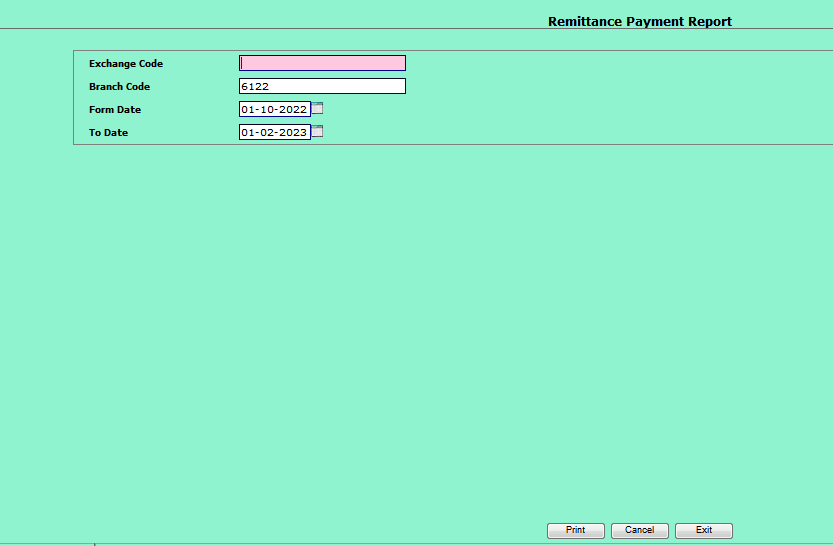 Remittance Payment Report
Exchange Code
Branch Code 6122
Form Date 01-10-2022
To Date 01-02-2023
Print Cancel Exit